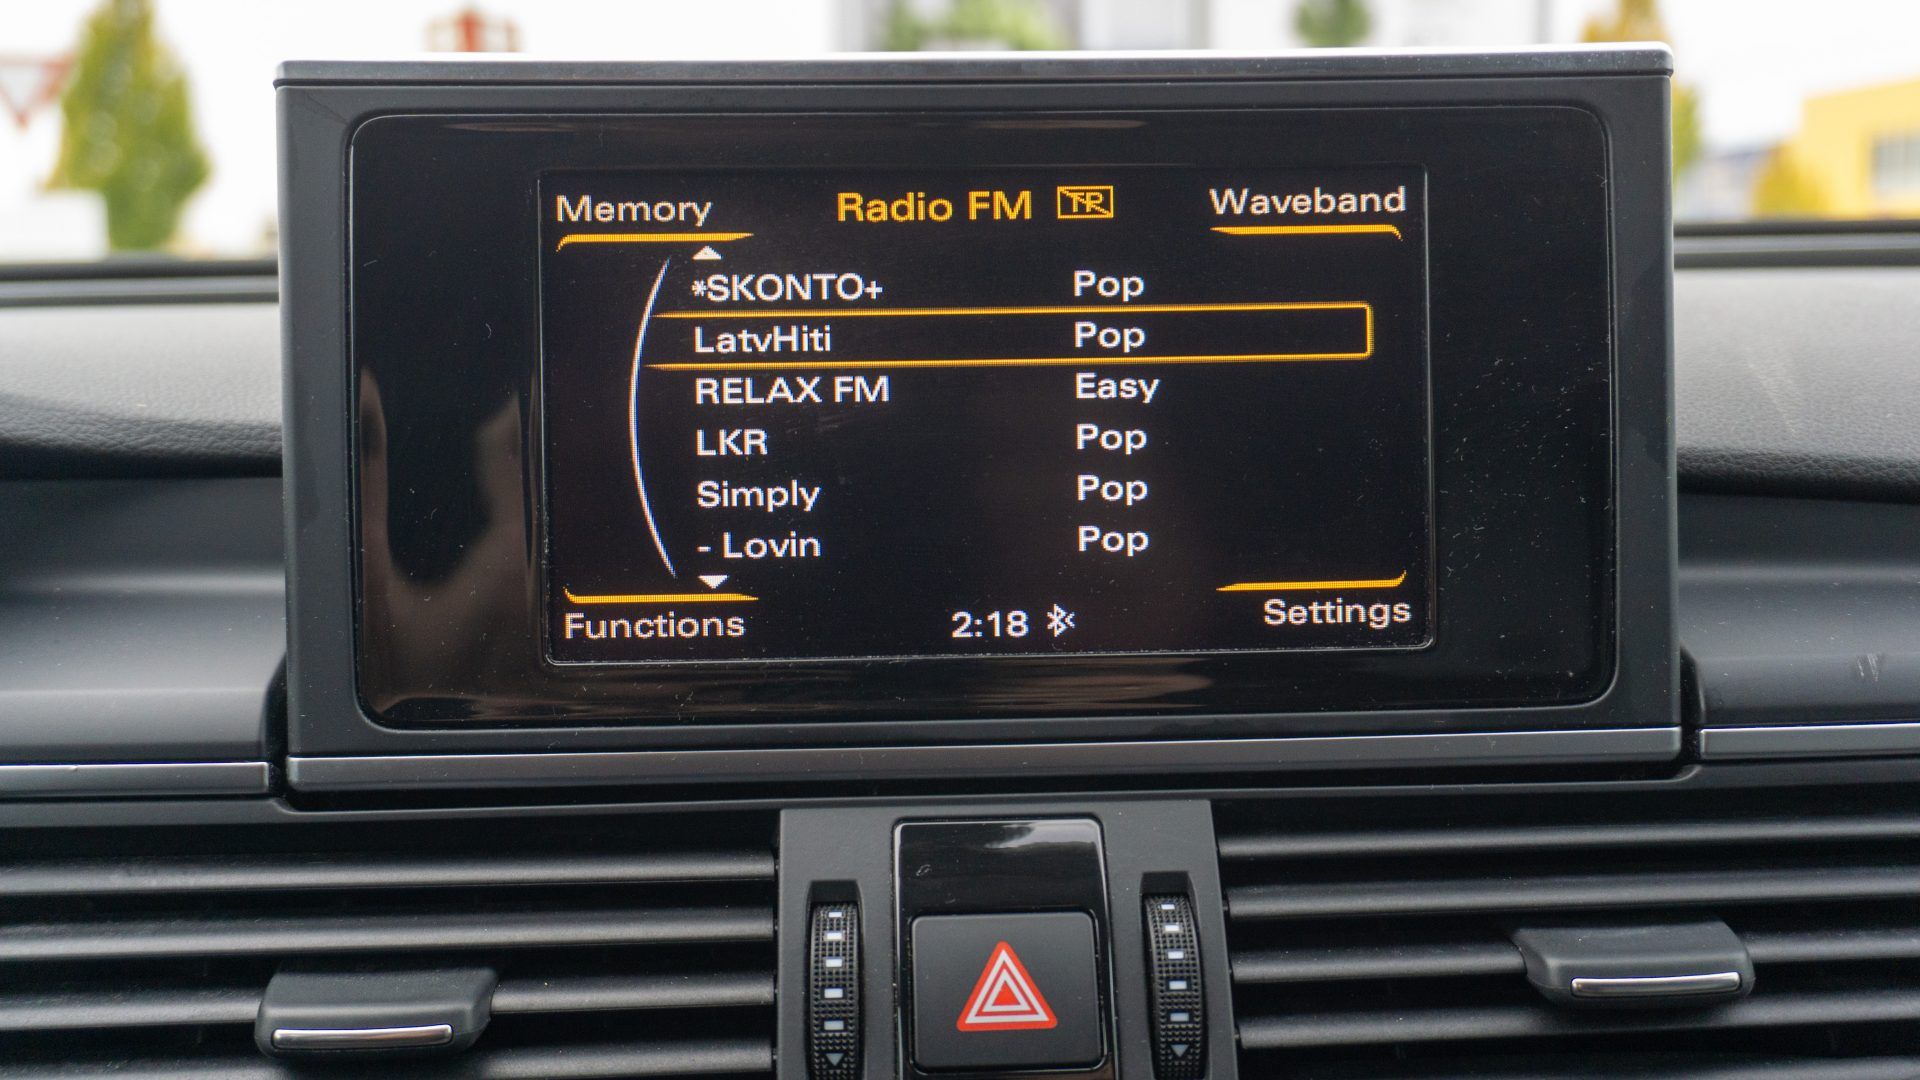 Memory Radio FM TP Waveband
*SKONTO+ Pop
LatvHiti Pop
RELAX FM Easy
LKR Pop
Simply Pop
- Lovin Pop
Functions 2:18 Settings